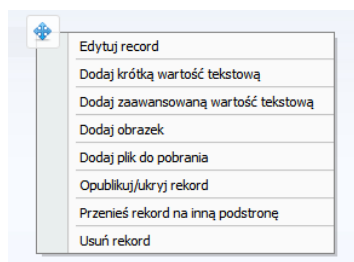 Edytuj record
Dodaj krótką wartość tekstową
Dodaj zaawansowaną wartość tekstową
Dodaj obrazek
Dodaj plik do pobrania
Opublikuj/ukryj rekord
Przenieś rekord na inną podstronę
Usuń rekord